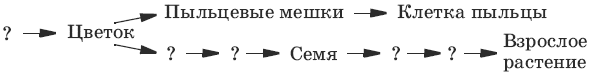 Пыльцевые мешки Клетка пыльцы
? Цветок
? ? Семя ? ? Взрослое
растение